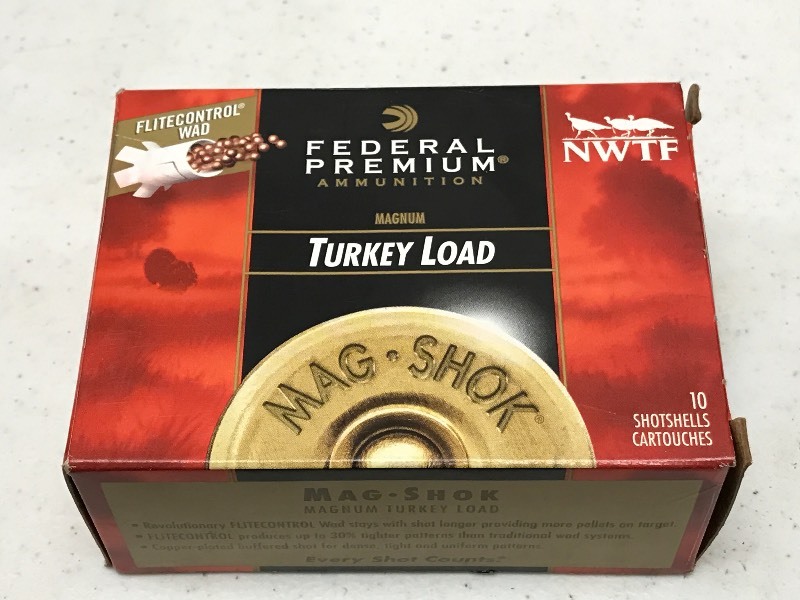 FLITECONTROL®
WAD
FEDERAL
PREMIUM®
AMMUNITION
NWTF
MAGNUM
TURKEY LOAD
MAG·SHOK®
10
SHOTSHELLS
CARTOUCHES
MAG·SHOK
MAGNUM TURKEY LOAD
• Revolutionary FLITECONTROL Wad stays with shot longer providing more pellets on target.
• FLITECONTROL produces up to 30% tighter patterns than traditional wad systems.
• Copper-plated buffered shot for dense, tight and uniform patterns.
Every Shot Counts.®